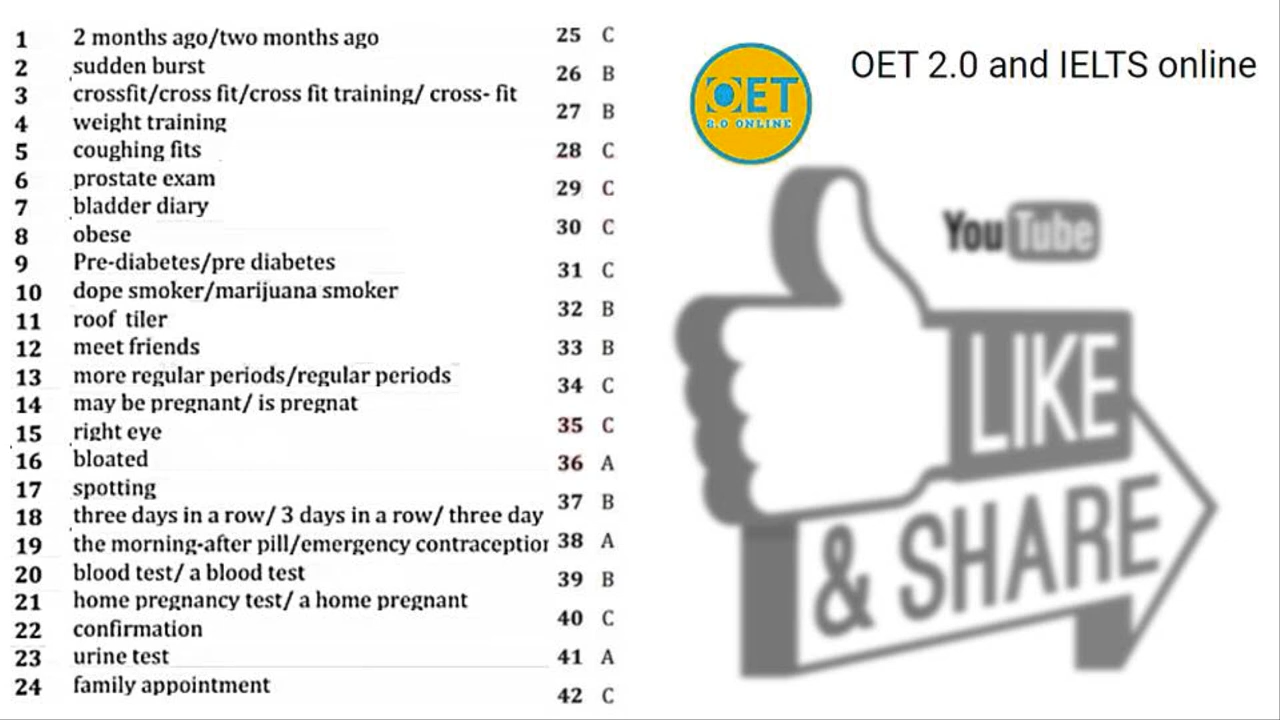 1 2 months ago/two months ago
2 sudden burst
3 crossfit/cross fit/cross fit training/ cross- fit
4 weight training
5 coughing fits
6 prostate exam
7 bladder diary
8 obese
9 Pre-diabetes/pre diabetes
10 dope smoker/marijuana smoker
11 roof tiler
12 meet friends
13 more regular periods/regular periods
14 may be pregnant/ is pregnat
15 right eye
16 bloated
17 spotting
18 three days in a row/ 3 days in a row/ three day
19 the morning-after pill/emergency contraception
20 blood test/ a blood test
21 home pregnancy test/ a home pregnant
22 confirmation
23 urine test
24 family appointment
25 C
26 B
27 B
28 C
29 C
30 C
31 C
32 B
33 B
34 C
35 C
36 A
37 B
38 A
39 B
40 C
41 A
42 C
OET
2.0 ONLINE
OET 2.0 and IELTS online
YouTube
LIKE
& SHARE